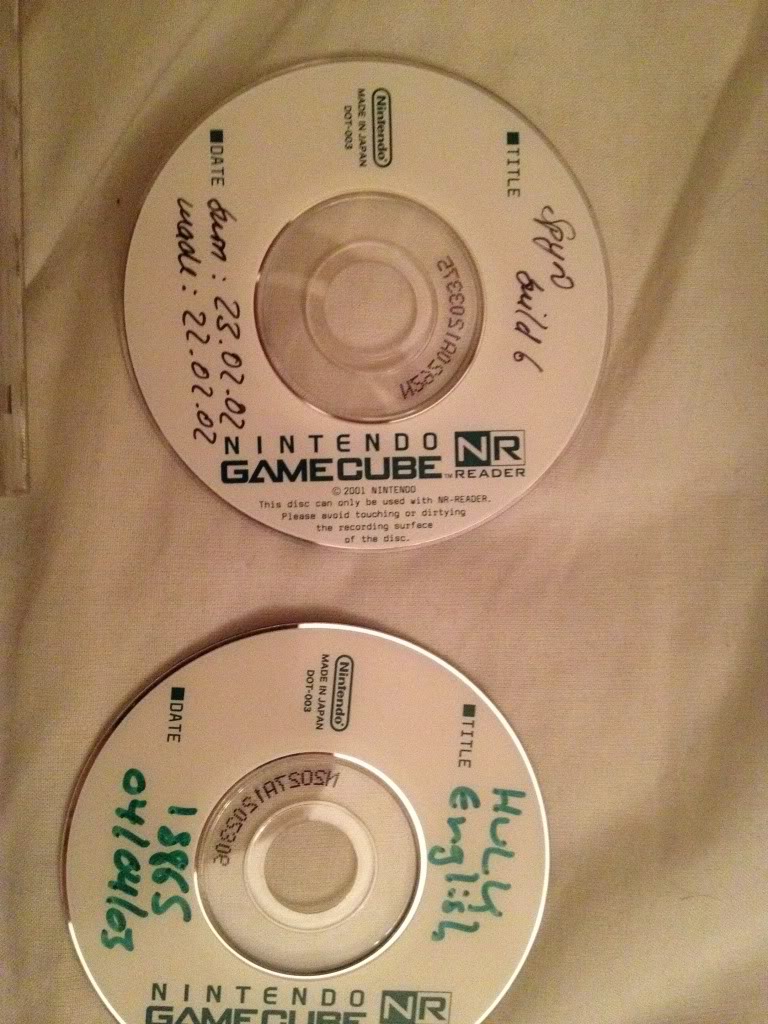 Nintendo
MADE IN JAPAN
DOT-003
■TITLE
Spyro
build 6
■DATE
burn : 23.02.02
made : 22.02.02
NINTENDO
GAMECUBE™
NR
READER
© 2001 NINTENDO
This disc can only be used with NR-READER.
Please avoid touching or dirtying
the recording surface
of the disc.
Nintendo
MADE IN JAPAN
DOT-003
■TITLE
HULK
English
■DATE
18865
04/04/03
NINTENDO
GAMECUBE
NR